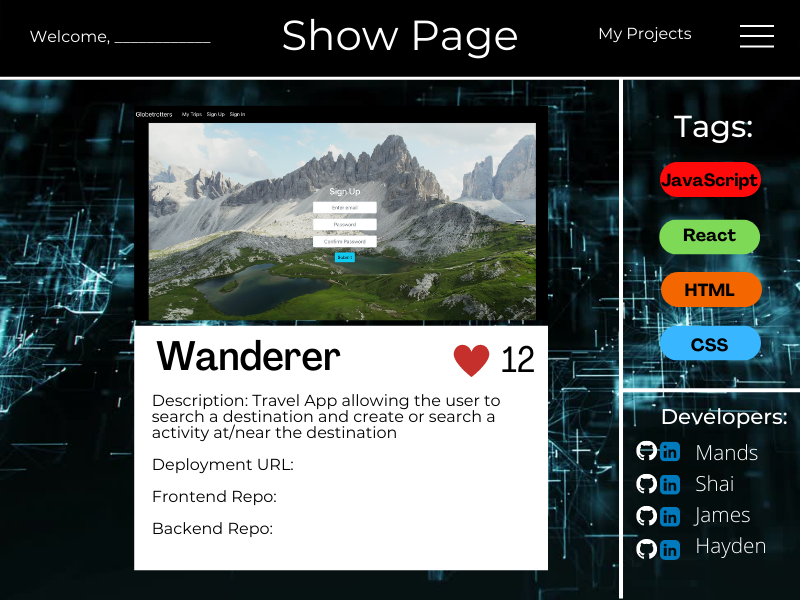 Welcome, ____________
Show Page
My Projects
Globetrotters My Trips Sign Up Sign In
Sign Up
Enter email
Password
Confirm Password
Submit
Wanderer
12
Description: Travel App allowing the user to
search a destination and create or search a
activity at/near the destination
Deployment URL:
Frontend Repo:
Backend Repo:
Tags:
JavaScript
React
HTML
CSS
Developers:
in Mands
in Shai
in James
in Hayden